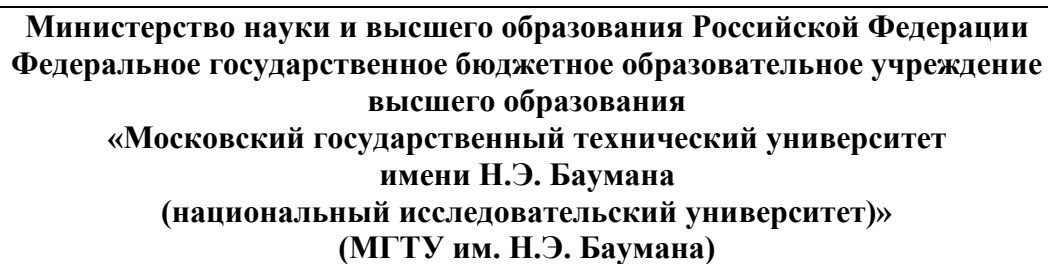 Министерство науки и высшего образования Российской Федерации
Федеральное государственное бюджетное образовательное учреждение
высшего образования
«Московский государственный технический университет
имени Н.Э. Баумана
(национальный исследовательский университет)»
(МГТУ им. Н.Э. Баумана)